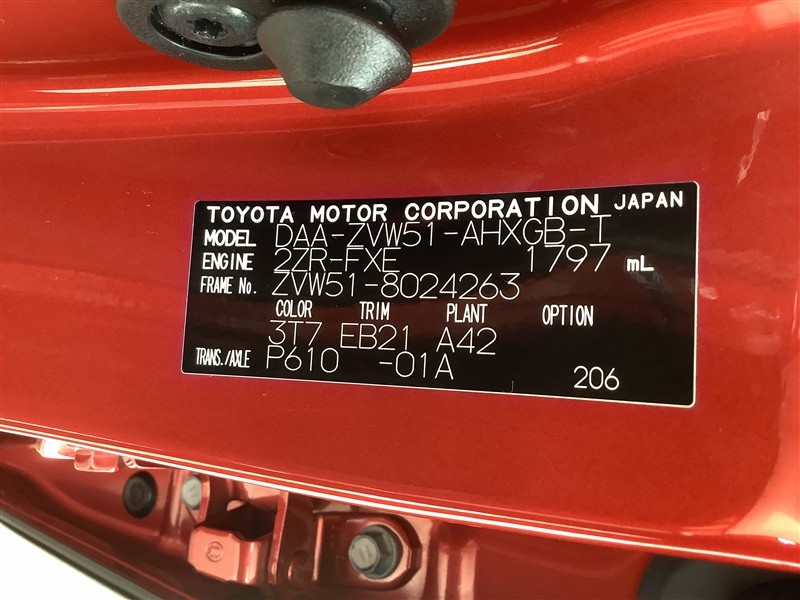 TOYOTA MOTOR CORPORATION JAPAN
MODEL DAA-ZVW51-AHXGB-T
ENGINE 2ZR-FXE 1797 mL
FRAME No. ZVW51-8024263
COLOR TRIM PLANT OPTION
3T7 EB21 A42
TRANS./AXLE P610 -01A
206